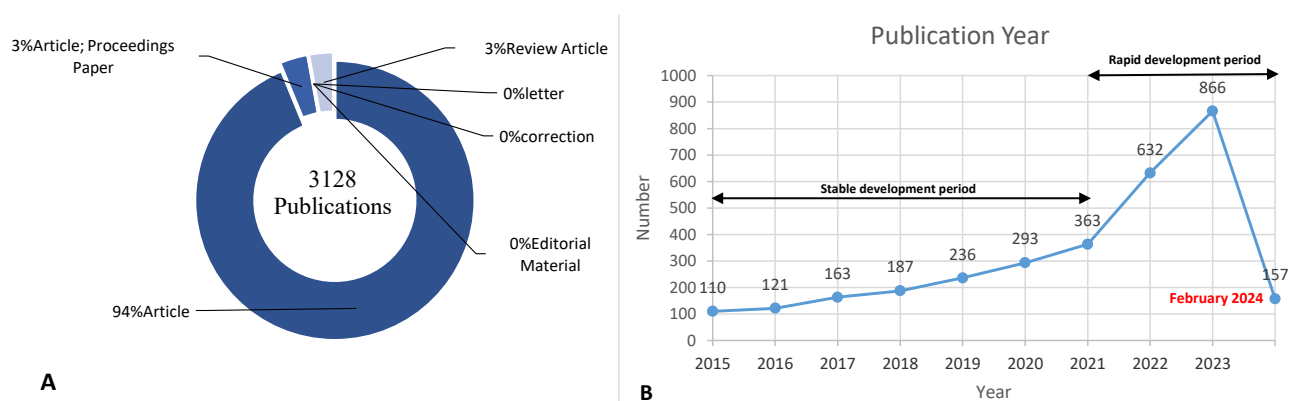 3%Article; Proceedings
Paper
3%Review Article
0%letter
0%correction
3128
Publications
0%Editorial
Material
94%Article
A
Publication Year
Rapid development period
Stable development period
Number
1000
900
800
700
600
500
400
300
200
100
0
110
121
163
187
236
293
363
632
866
157
February 2024
2015
2016
2017
2018
2019
2020
2021
2022
2023
Year
B